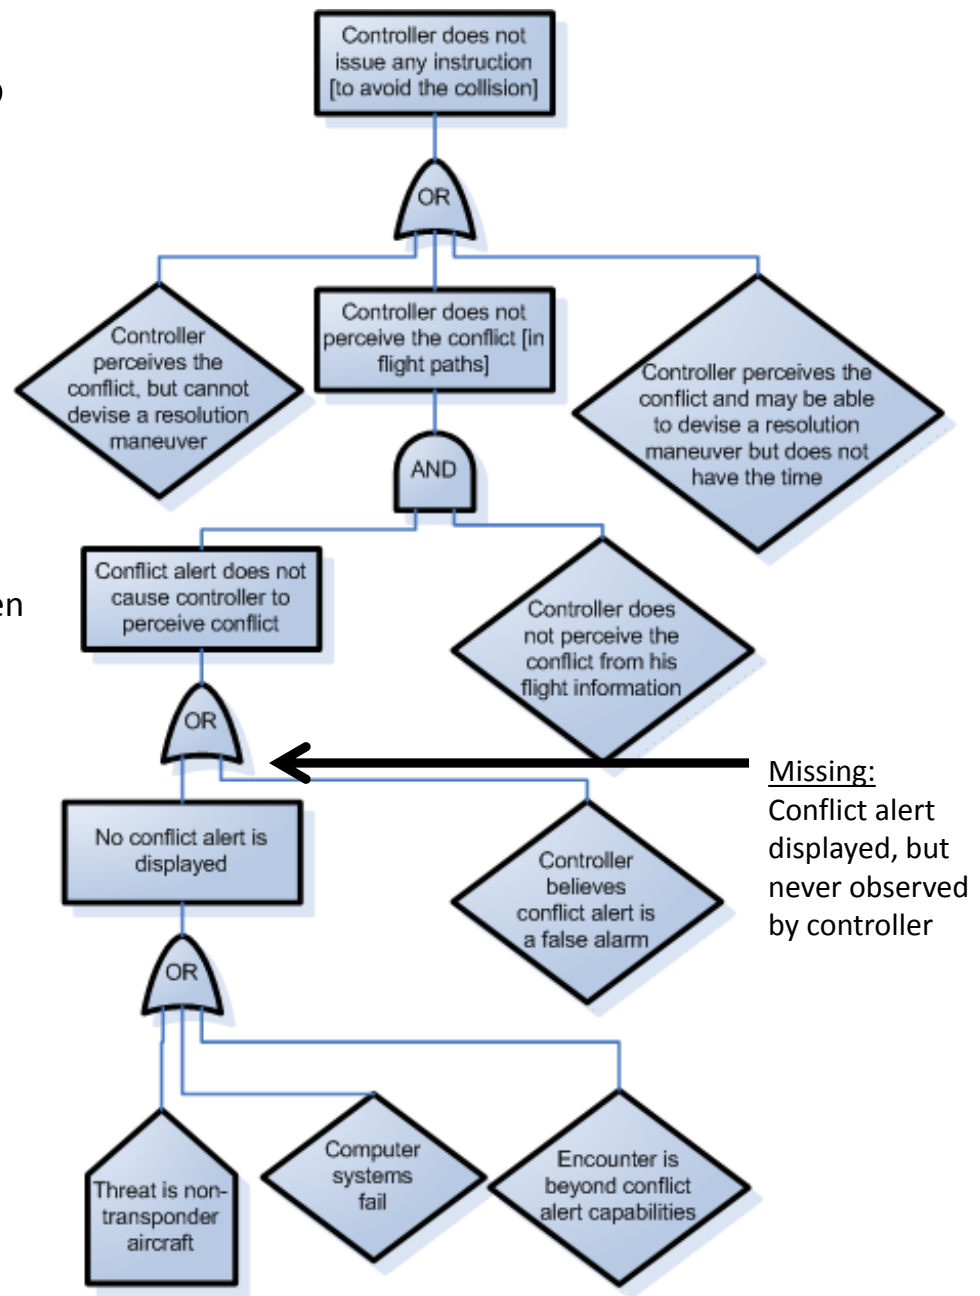 Controller does not
issue any instruction
[to avoid the collision]
OR
Controller
perceives the
conflict, but cannot
devise a resolution
maneuver
Controller does not
perceive the conflict [in
flight paths]
Controller perceives the
conflict and may be able
to devise a resolution
maneuver but does not
have the time
AND
Conflict alert does not
cause controller to
perceive conflict
en
Controller does
not perceive the
conflict from his
flight information
OR
Missing:
Conflict alert
displayed, but
never observed
by controller
No conflict alert is
displayed
Controller
believes
conflict alert is
a false alarm
OR
Threat is non-
transponder
aircraft
Computer
systems
fail
Encounter is
beyond conflict
alert capabilities